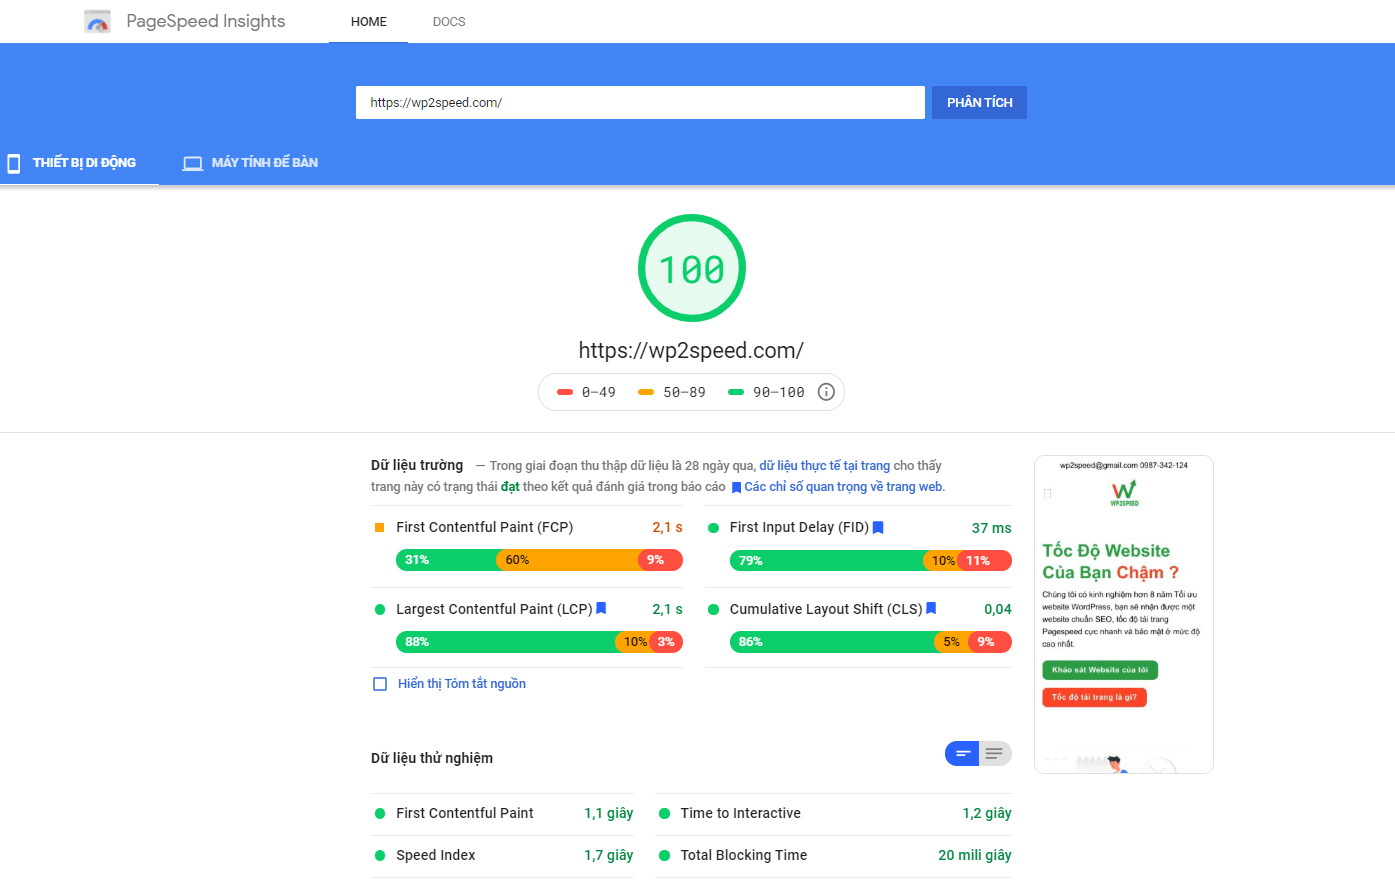 PageSpeed Insights
HOME
DOCS
https://wp2speed.com/
PHÂN TÍCH
THIẾT BỊ DI ĐỘNG
MÁY TÍNH ĐỂ BÀN
100
https://wp2speed.com/
0–49
50–89
90–100
Dữ liệu trường — Trong giai đoạn thu thập dữ liệu là 28 ngày qua, dữ liệu thực tế tại trang cho thấy
trang này có trạng thái đạt theo kết quả đánh giá trong báo cáo Các chỉ số quan trọng về trang web.
First Contentful Paint (FCP) 2,1 s
31% 60% 9%
First Input Delay (FID) 37 ms
79% 10% 11%
Largest Contentful Paint (LCP) 2,1 s
88% 10% 3%
Cumulative Layout Shift (CLS) 0,04
86% 5% 9%
Hiển thị Tóm tắt nguồn
Dữ liệu thử nghiệm
First Contentful Paint 1,1 giây
Time to Interactive 1,2 giây
Speed Index 1,7 giây
Total Blocking Time 20 mili giây
wp2speed@gmail.com 0987-342-124
WP2SPEED
Tốc Độ Website
Của Bạn Chậm ?
Chúng tôi có kinh nghiệm hơn 8 năm Tối ưu
website WordPress, bạn sẽ nhận được một
website chuẩn SEO, tốc độ tải trang
Pagespeed cực nhanh và bảo mật ở mức độ
cao nhất.
Khảo sát Website của tôi
Tốc độ tải trang là gì?